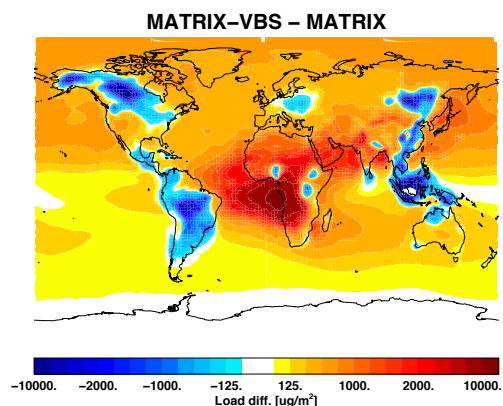 MATRIX−VBS − MATRIX
−10000. −2000. −1000. −125. 125. 1000. 2000. 10000.
Load diff. [ug/m²]